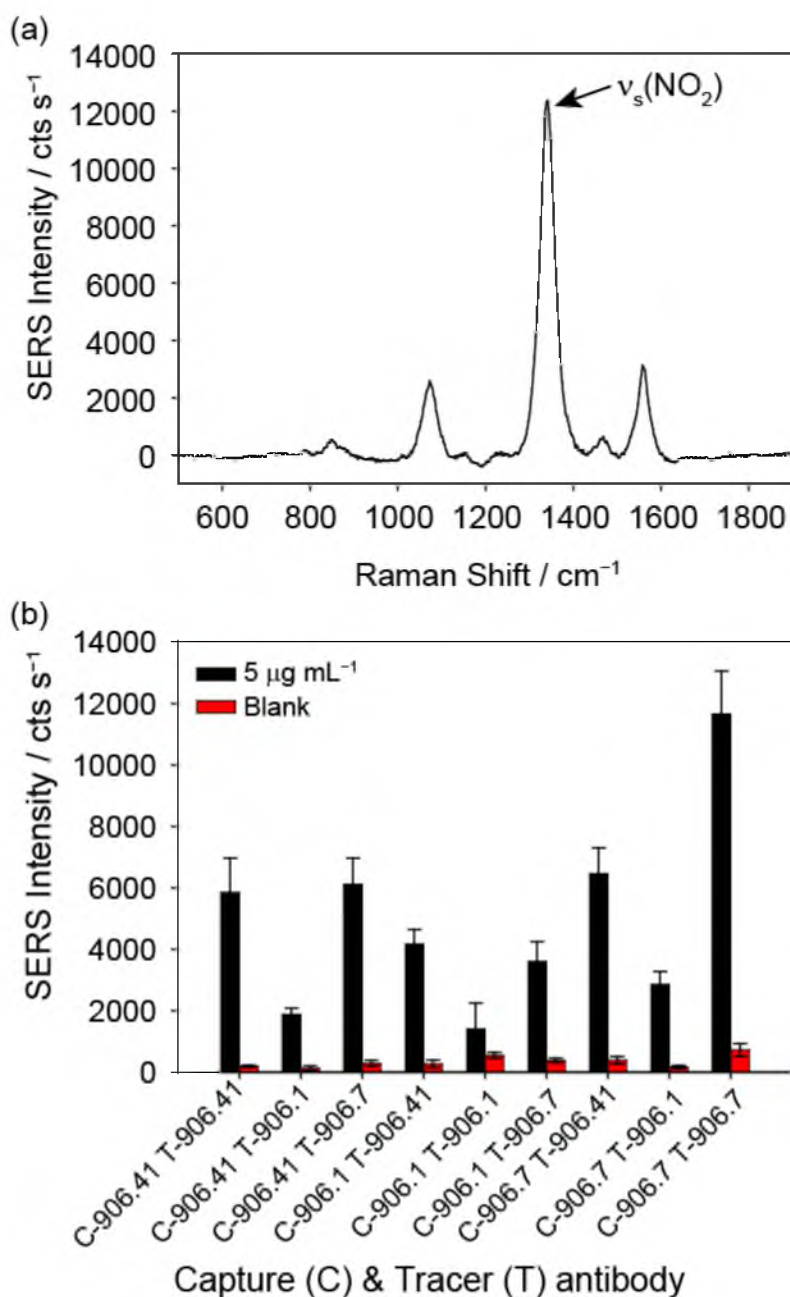 (a)
14000
12000
10000
8000
6000
4000
2000
0
SERS Intensity / cts s⁻¹
νₛ(NO₂)
600 800 1000 1200 1400 1600 1800
Raman Shift / cm⁻¹
(b)
14000
12000
10000
8000
6000
4000
2000
0
SERS Intensity / cts s⁻¹
5 µg mL⁻¹
Blank
C-906.41 T-906.41
C-906.41 T-906.1
C-906.41 T-906.7
C-906.1 T-906.41
C-906.1 T-906.1
C-906.1 T-906.7
C-906.7 T-906.41
C-906.7 T-906.1
C-906.7 T-906.7
Capture (C) & Tracer (T) antibody